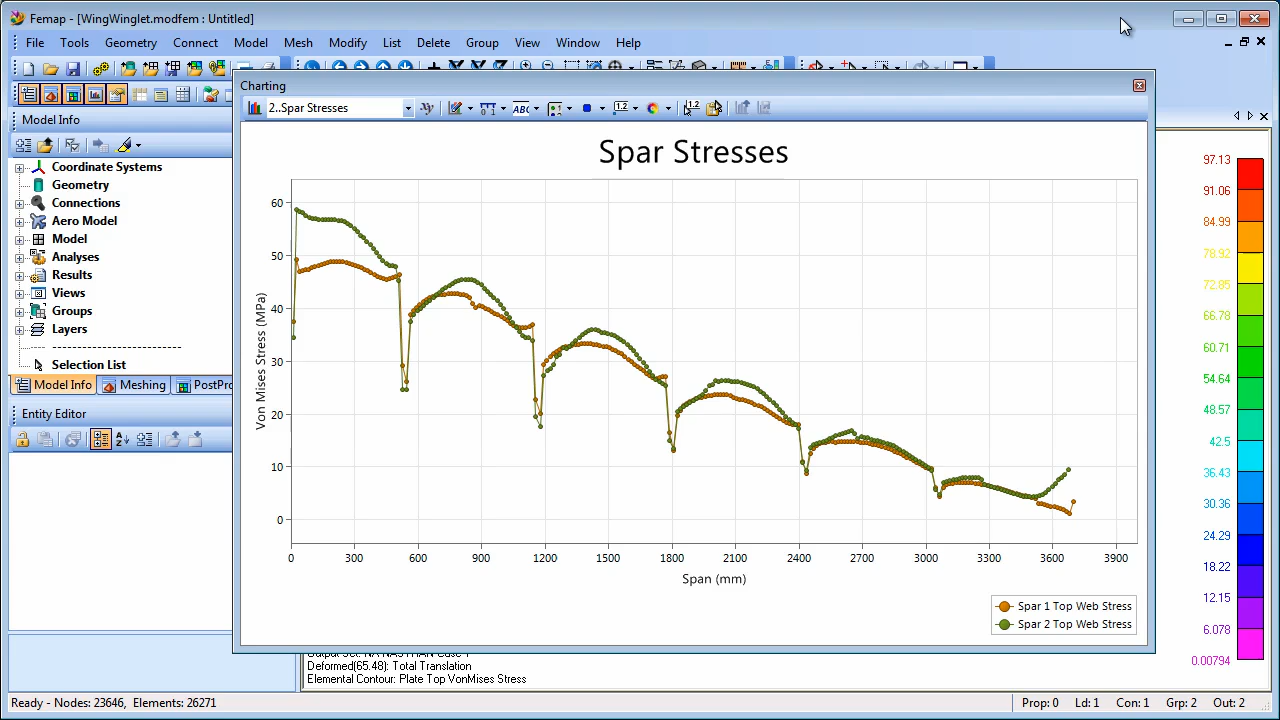 Femap - [WingWinglet.modfem : Untitled]
File Tools Geometry Connect Model Mesh Modify List Delete Group View Window Help
Charting
2..Spar Stresses
Model Info
Coordinate Systems
Geometry
Connections
Aero Model
Model
Analyses
Results
Views
Groups
Layers
Selection List
Model Info Meshing PostPro
Entity Editor
Spar Stresses
Von Mises Stress (MPa)
60
50
40
30
20
10
0
0 300 600 900 1200 1500 1800 2100 2400 2700 3000 3300 3600 3900
Span (mm)
Spar 1 Top Web Stress
Spar 2 Top Web Stress
97.13
91.06
84.99
78.92
72.85
66.78
60.71
54.64
48.57
42.5
36.43
30.36
24.29
18.22
12.15
6.078
0.00794
Deformed(65.48): Total Translation
Elemental Contour: Plate Top VonMises Stress
Ready - Nodes: 23646, Elements: 26271
Prop: 0 Ld: 1 Con: 1 Grp: 2 Out: 2